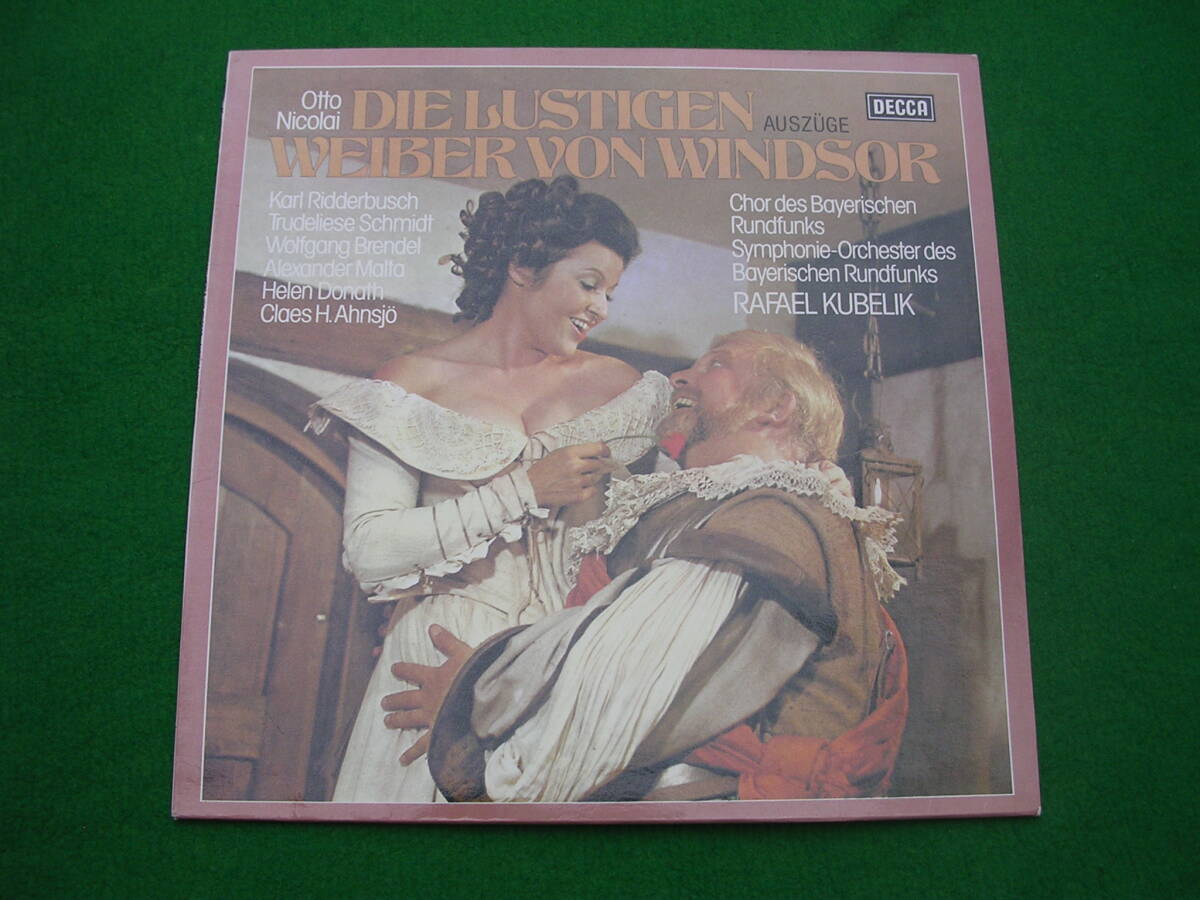 Otto
Nicolai
DIE LUSTIGEN
AUSZÜGE
WEIBER VON WINDSOR
DECCA
Karl Ridderbusch
Trudeliese Schmidt
Wolfgang Brendel
Alexander Malta
Helen Donath
Claes H. Ahnsjö
Chor des Bayerischen
Rundfunks
Symphonie-Orchester des
Bayerischen Rundfunks
RAFAEL KUBELIK